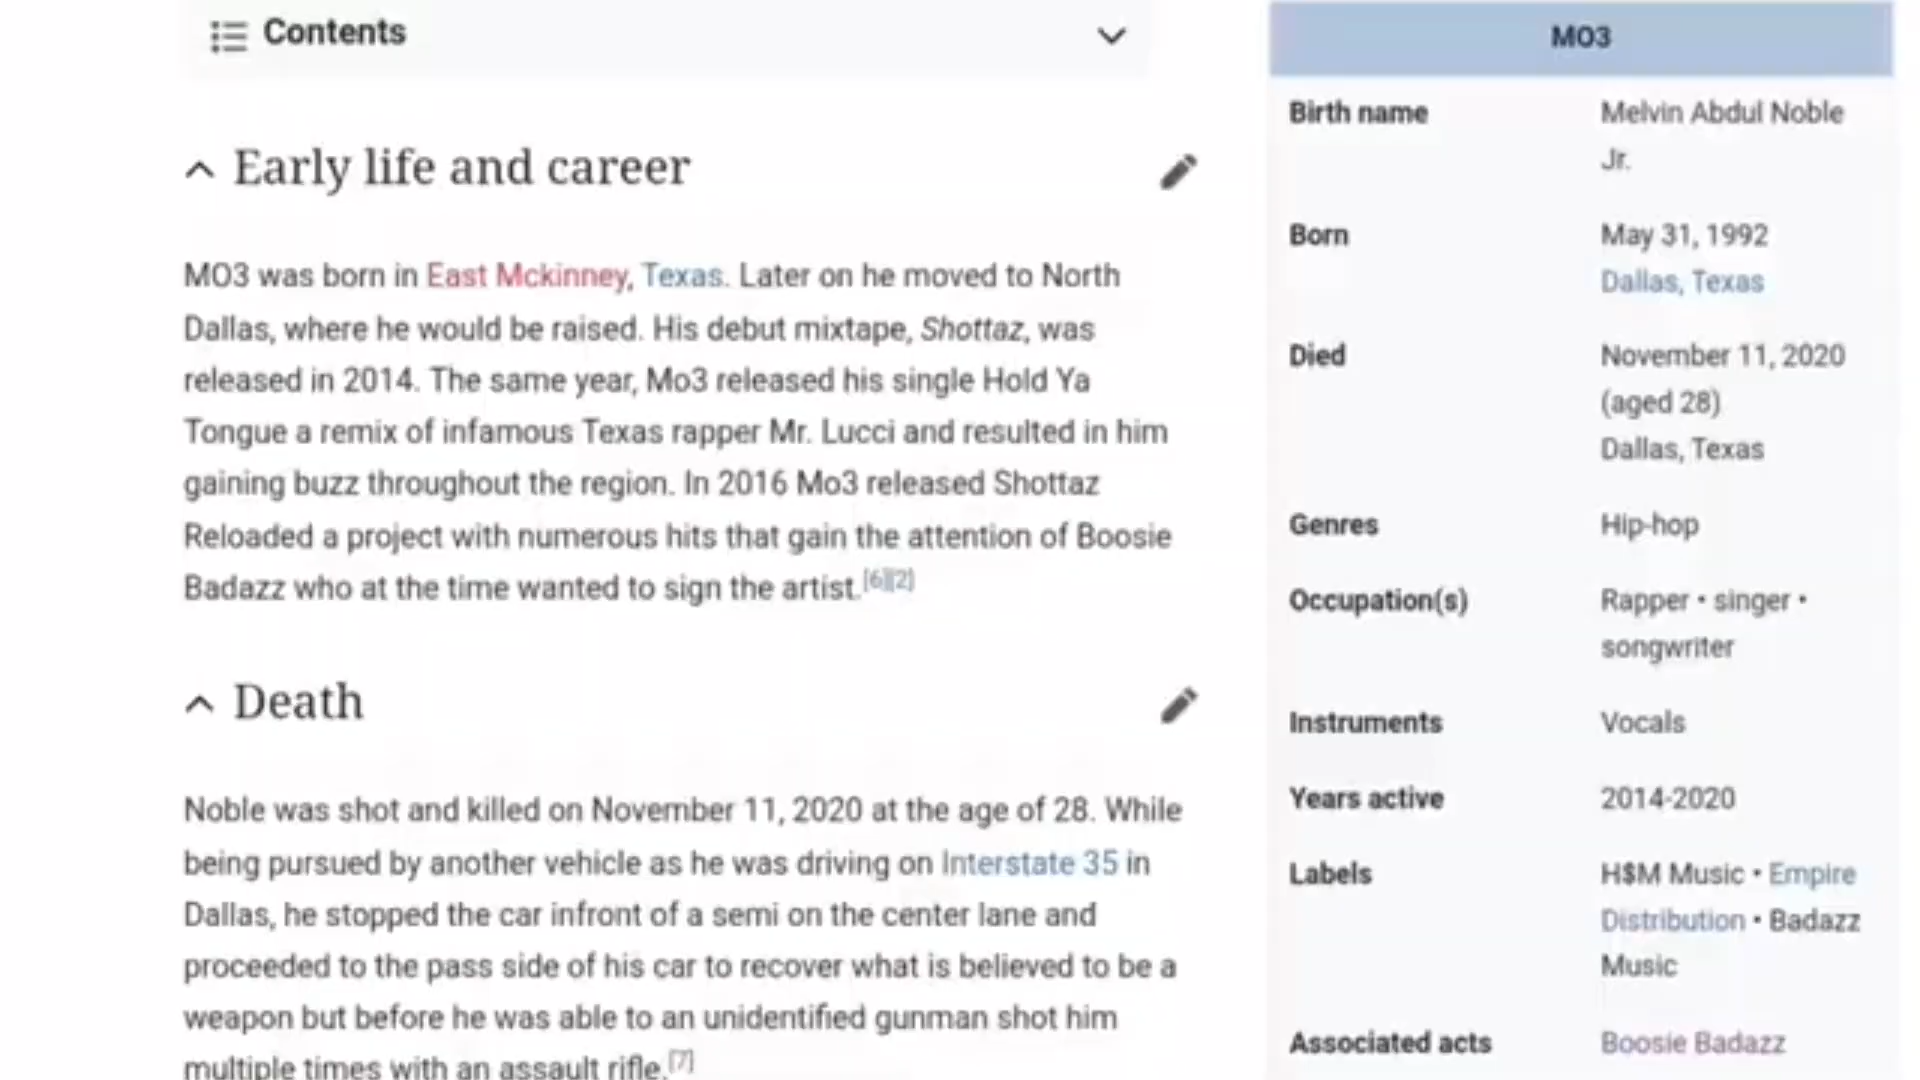 Contents
Early life and career
MO3 was born in East Mckinney, Texas. Later on he moved to North
Dallas, where he would be raised. His debut mixtape, Shottaz, was
released in 2014. The same year, Mo3 released his single Hold Ya
Tongue a remix of infamous Texas rapper Mr. Lucci and resulted in him
gaining buzz throughout the region. In 2016 Mo3 released Shottaz
Reloaded a project with numerous hits that gain the attention of Boosie
Badazz who at the time wanted to sign the artist.[6][2]
Death
Noble was shot and killed on November 11, 2020 at the age of 28. While
being pursued by another vehicle as he was driving on Interstate 35 in
Dallas, he stopped the car infront of a semi on the center lane and
proceeded to the pass side of his car to recover what is believed to be a
weapon but before he was able to an unidentified gunman shot him
multiple times with an assault rifle.[7]
MO3
Birth name Melvin Abdul Noble
Jr.
Born May 31, 1992
Dallas, Texas
Died November 11, 2020
(aged 28)
Dallas, Texas
Genres Hip-hop
Occupation(s) Rapper • singer •
songwriter
Instruments Vocals
Years active 2014-2020
Labels H$M Music • Empire
Distribution • Badazz
Music
Associated acts Boosie Badazz